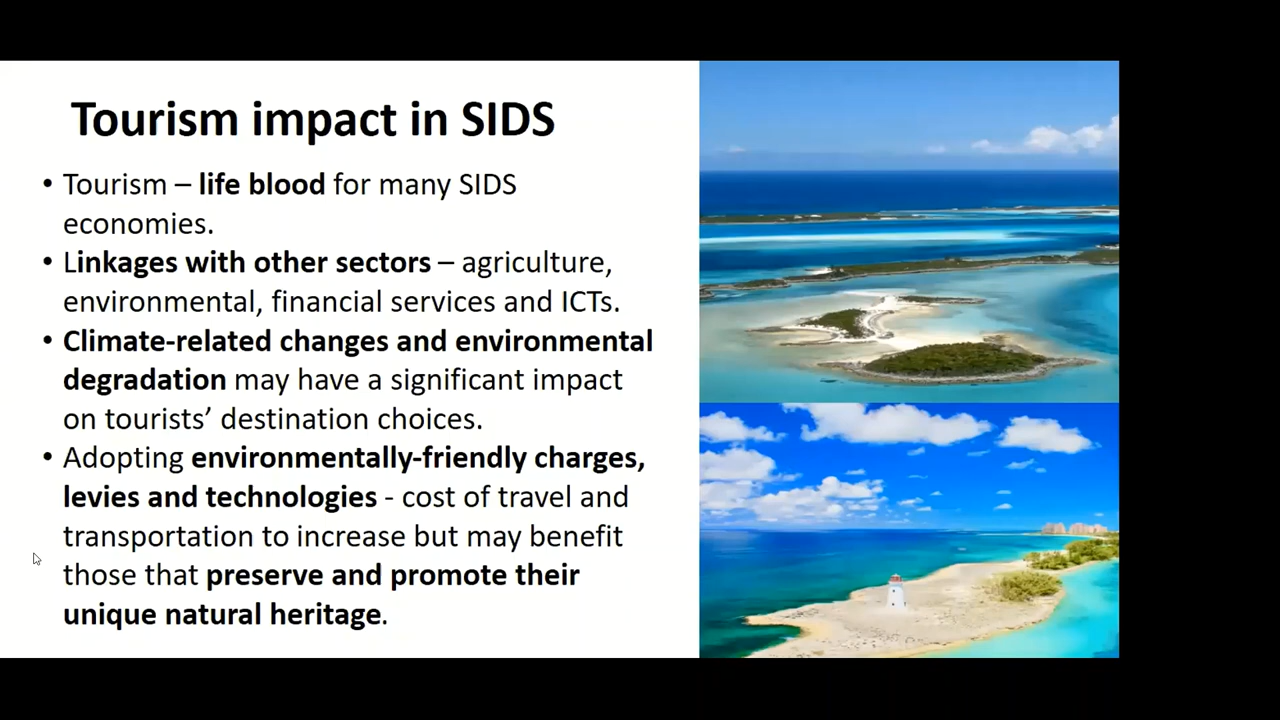 Tourism impact in SIDS
• Tourism – life blood for many SIDS
economies.
• Linkages with other sectors – agriculture,
environmental, financial services and ICTs.
• Climate-related changes and environmental
degradation may have a significant impact
on tourists’ destination choices.
• Adopting environmentally-friendly charges,
levies and technologies - cost of travel and
transportation to increase but may benefit
those that preserve and promote their
unique natural heritage.